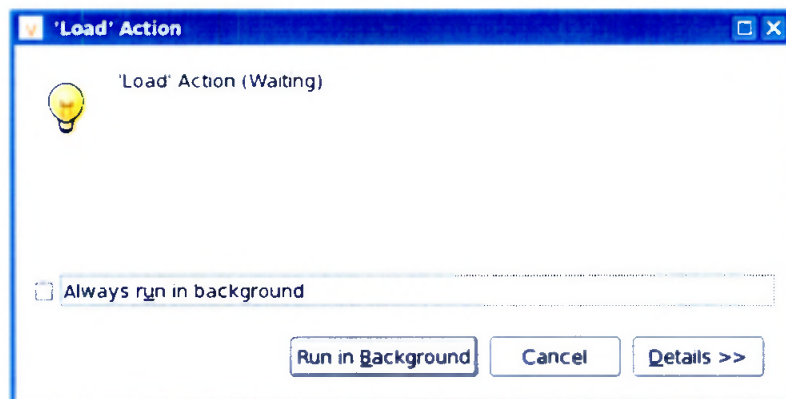 'Load' Action
'Load' Action (Waiting)
Always run in background
Run in Background Cancel Details >>